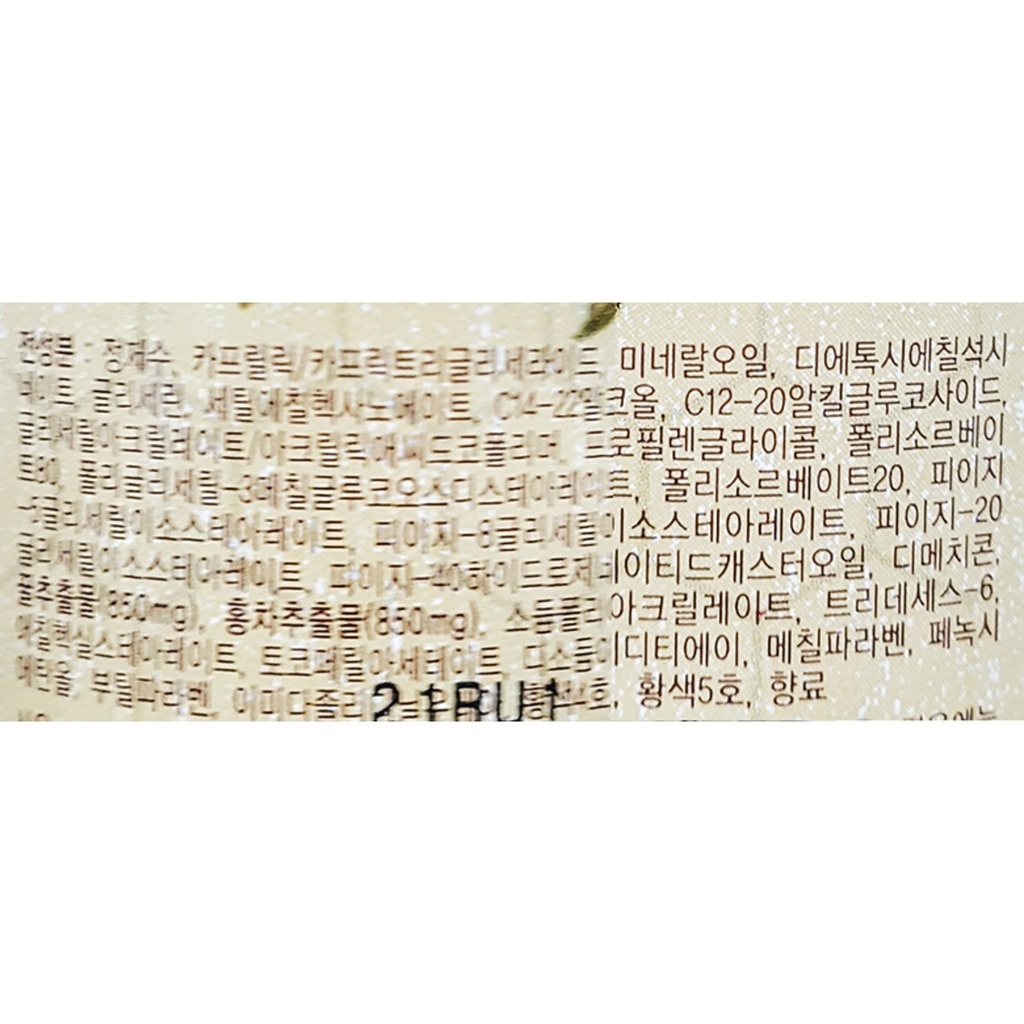 전성분 : 정제수, 카프릴릭/카프릭트리글리세라이드, 미네랄오일, 디에톡시에칠석시
네이트, 글리세린, 세틸에칠헥사노에이트, C14-22알코올, C12-20알킬글루코사이드,
글리세릴아크릴레이트/아크릴릭애씨드코폴리머, 프로필렌글라이콜, 폴리소르베이
트80, 폴리글리세릴-3메칠글루코오스디스테아레이트, 폴리소르베이트20, 피이지
-5글리세릴이소스테아레이트, 피이지-8글리세릴이소스테아레이트, 피이지-20
글리세릴이소스테아레이트, 피이지-40하이드로제네이티드캐스터오일, 디메치콘,
추출물(850mg), 홍차추출물(850mg), 소듐폴리아크릴레이트, 트리데세스-6,
에칠헥실스테아레이트, 토코페릴아세테이트, 디소듐이디티에이, 메칠파라벤, 페녹시
에탄올, 부틸파라벤, 이미다졸리 4호, 황색5호, 향료
21BU1